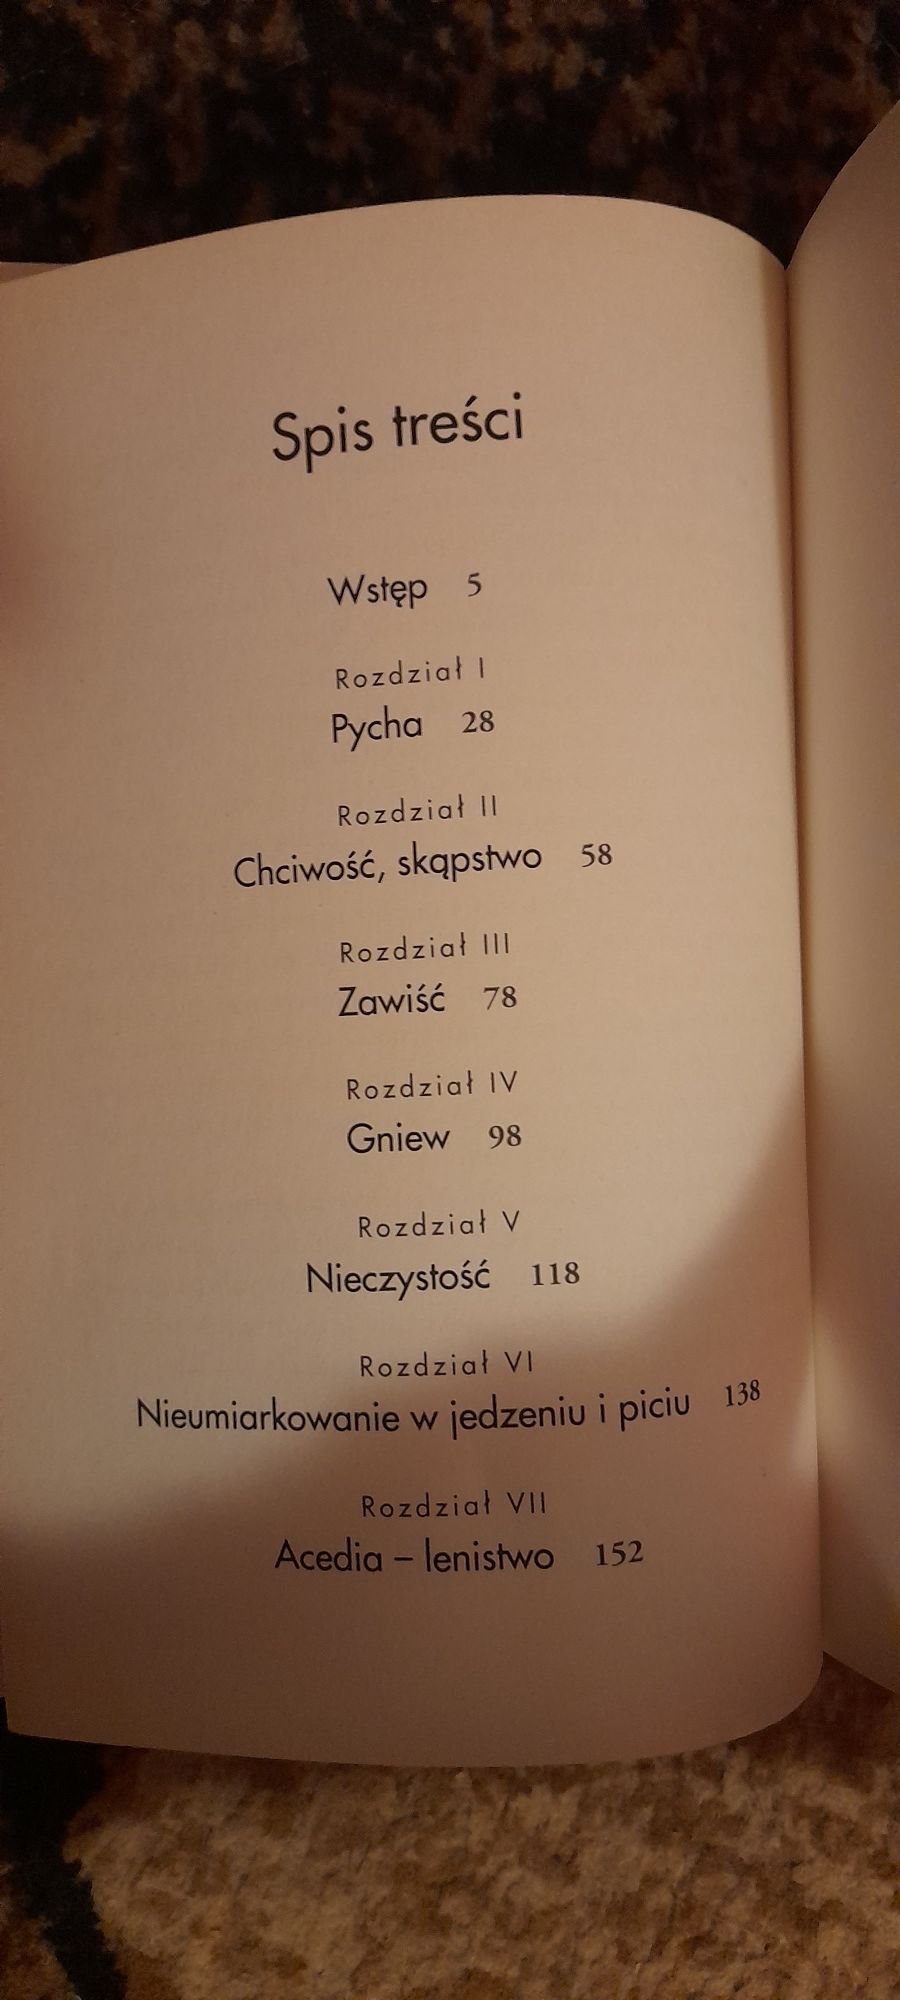 Spis treści
Wstęp 5
Rozdział I
Pycha 28
Rozdział II
Chciwość, skąpstwo 58
Rozdział III
Zawiść 78
Rozdział IV
Gniew 98
Rozdział V
Nieczystość 118
Rozdział VI
Nieumiarkowanie w jedzeniu i piciu 138
Rozdział VII
Acedia – lenistwo 152